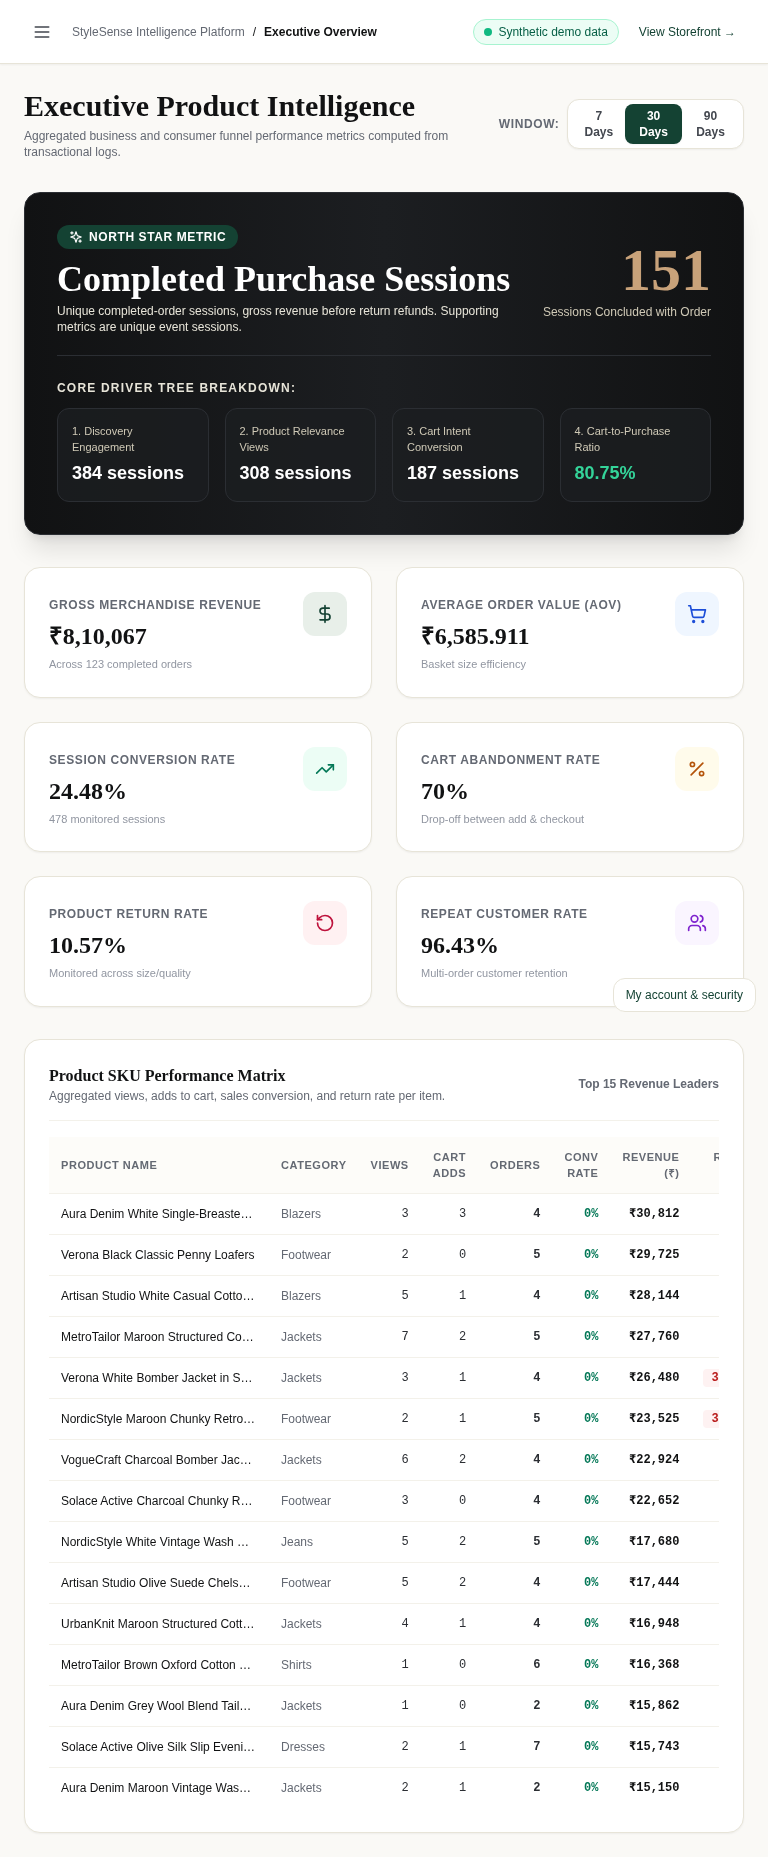 StyleSense Intelligence Platform / Executive Overview
Synthetic demo data
View Storefront →
Executive Product Intelligence
Aggregated business and consumer funnel performance metrics computed from
transactional logs.
WINDOW:
7 Days
30 Days
90 Days
NORTH STAR METRIC
Completed Purchase Sessions
Unique completed-order sessions, gross revenue before return refunds. Supporting
metrics are unique event sessions.
151
Sessions Concluded with Order
CORE DRIVER TREE BREAKDOWN:
1. Discovery
Engagement
384 sessions
2. Product Relevance
Views
308 sessions
3. Cart Intent
Conversion
187 sessions
4. Cart-to-Purchase
Ratio
80.75%
GROSS MERCHANDISE REVENUE
₹8,10,067
Across 123 completed orders
AVERAGE ORDER VALUE (AOV)
₹6,585.911
Basket size efficiency
SESSION CONVERSION RATE
24.48%
478 monitored sessions
CART ABANDONMENT RATE
70%
Drop-off between add & checkout
PRODUCT RETURN RATE
10.57%
Monitored across size/quality
REPEAT CUSTOMER RATE
96.43%
Multi-order customer retention
My account & security
Product SKU Performance Matrix
Aggregated views, adds to cart, sales conversion, and return rate per item.
Top 15 Revenue Leaders
PRODUCT NAME CATEGORY VIEWS CART ADDS ORDERS CONV RATE REVENUE (₹) R
Aura Denim White Single-Breaste… Blazers 3 3 4 0% ₹30,812
Verona Black Classic Penny Loafers Footwear 2 0 5 0% ₹29,725
Artisan Studio White Casual Cotto… Blazers 5 1 4 0% ₹28,144
MetroTailor Maroon Structured Co… Jackets 7 2 5 0% ₹27,760
Verona White Bomber Jacket in S… Jackets 3 1 4 0% ₹26,480 3
NordicStyle Maroon Chunky Retro… Footwear 2 1 5 0% ₹23,525 3
VogueCraft Charcoal Bomber Jac… Jackets 6 2 4 0% ₹22,924
Solace Active Charcoal Chunky R… Footwear 3 0 4 0% ₹22,652
NordicStyle White Vintage Wash … Jeans 5 2 5 0% ₹17,680
Artisan Studio Olive Suede Chels… Footwear 5 2 4 0% ₹17,444
UrbanKnit Maroon Structured Cott… Jackets 4 1 4 0% ₹16,948
MetroTailor Brown Oxford Cotton … Shirts 1 0 6 0% ₹16,368
Aura Denim Grey Wool Blend Tail… Jackets 1 0 2 0% ₹15,862
Solace Active Olive Silk Slip Eveni… Dresses 2 1 7 0% ₹15,743
Aura Denim Maroon Vintage Was… Jackets 2 1 2 0% ₹15,150